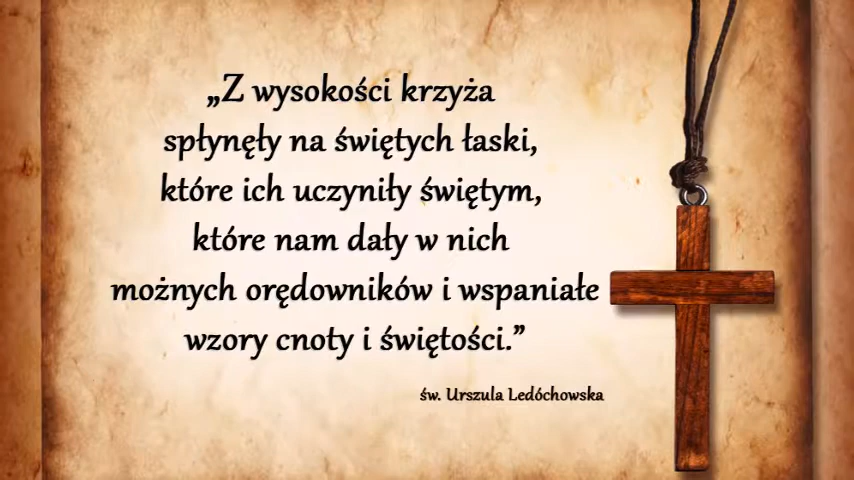 „Z wysokości krzyża
spłynęły na świętych łaski,
które ich uczyniły świętym,
które nam dały w nich
możnych orędowników i wspaniałe
wzory cnoty i świętości.”
św. Urszula Ledóchowska